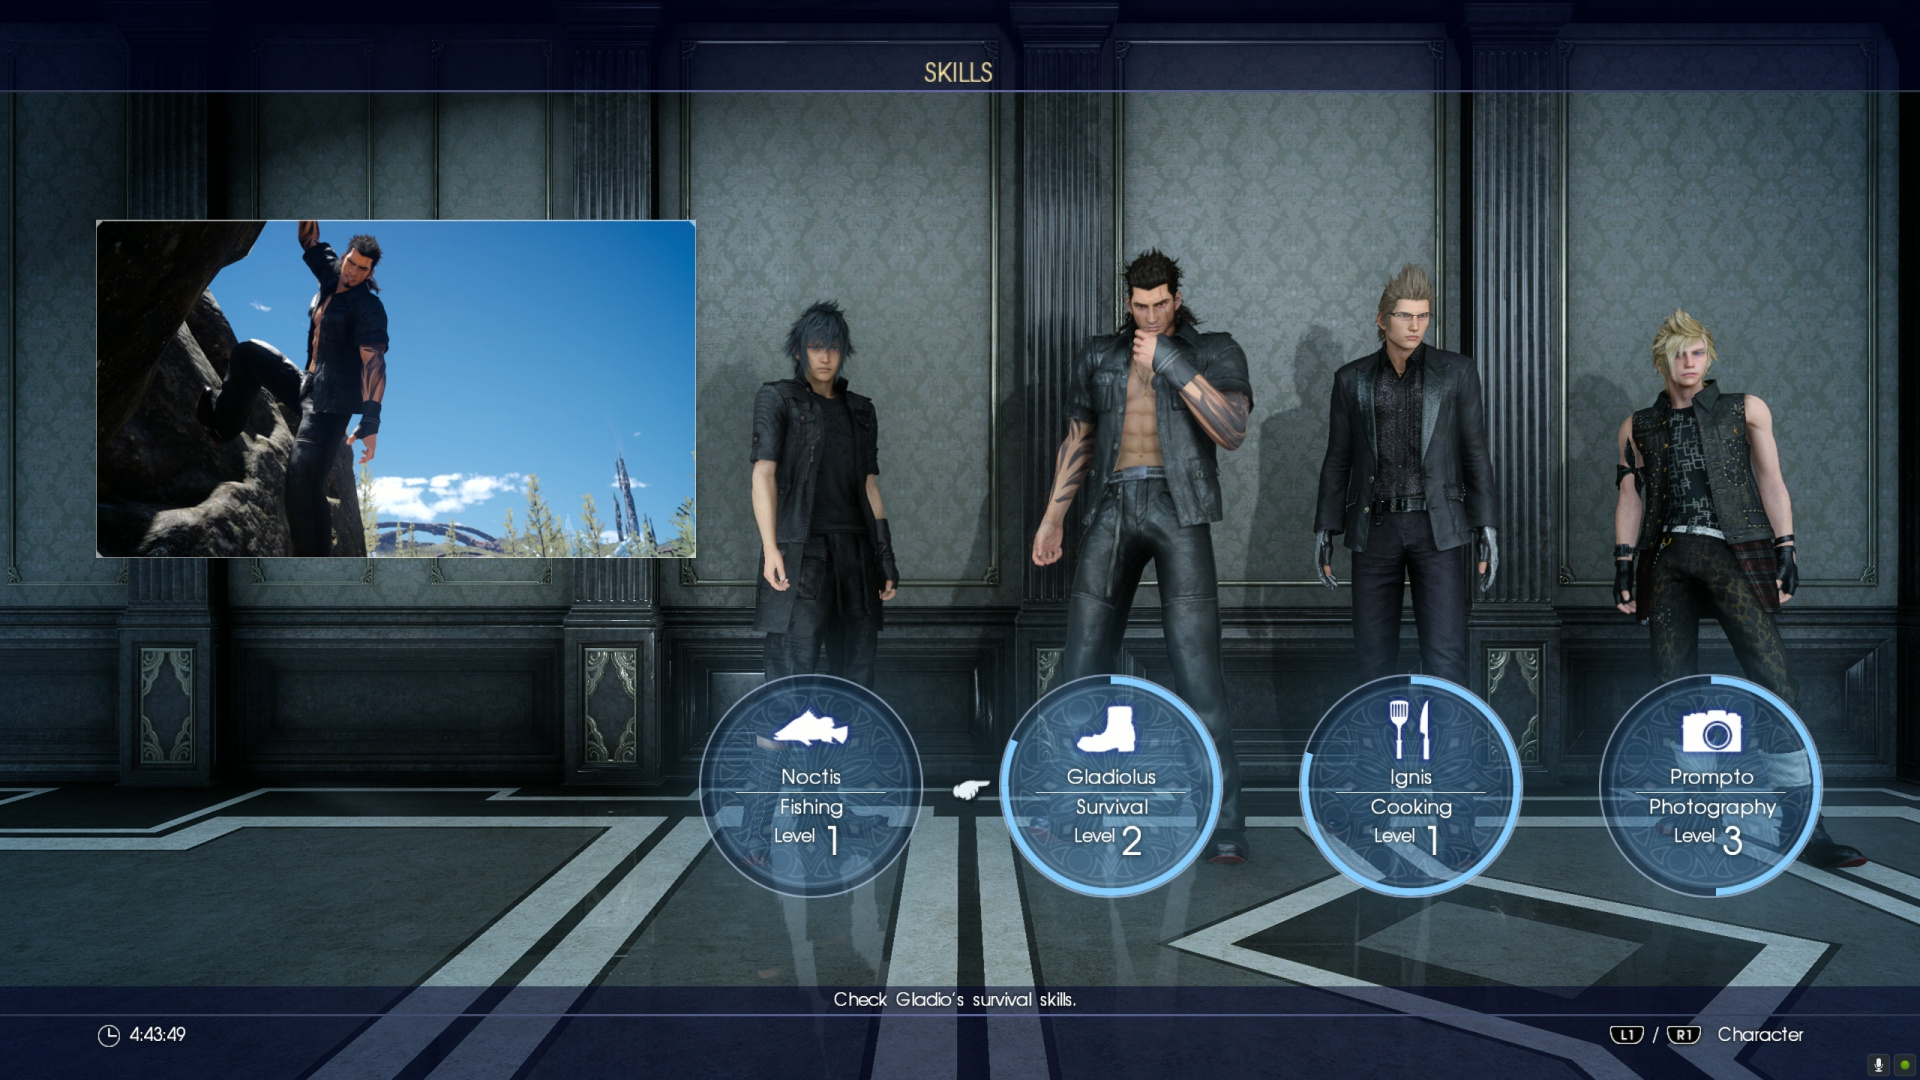 SKILLS
Noctis
Fishing
Level 1
Gladiolus
Survival
Level 2
Ignis
Cooking
Level 1
Prompto
Photography
Level 3
Check Gladio's survival skills.
4:43:49
L1 / R1 Character